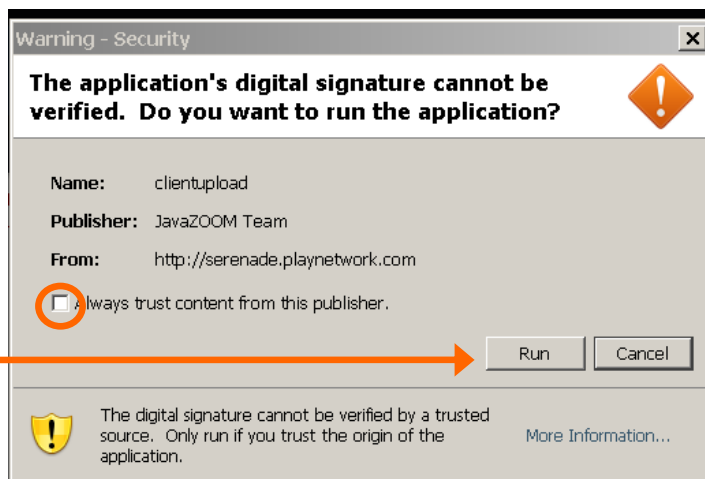 Warning - Security
The application's digital signature cannot be
verified. Do you want to run the application?
Name: clientupload
Publisher: JavaZOOM Team
From: http://serenade.playnetwork.com
Always trust content from this publisher.
Run Cancel
The digital signature cannot be verified by a trusted
source. Only run if you trust the origin of the
application.
More Information...